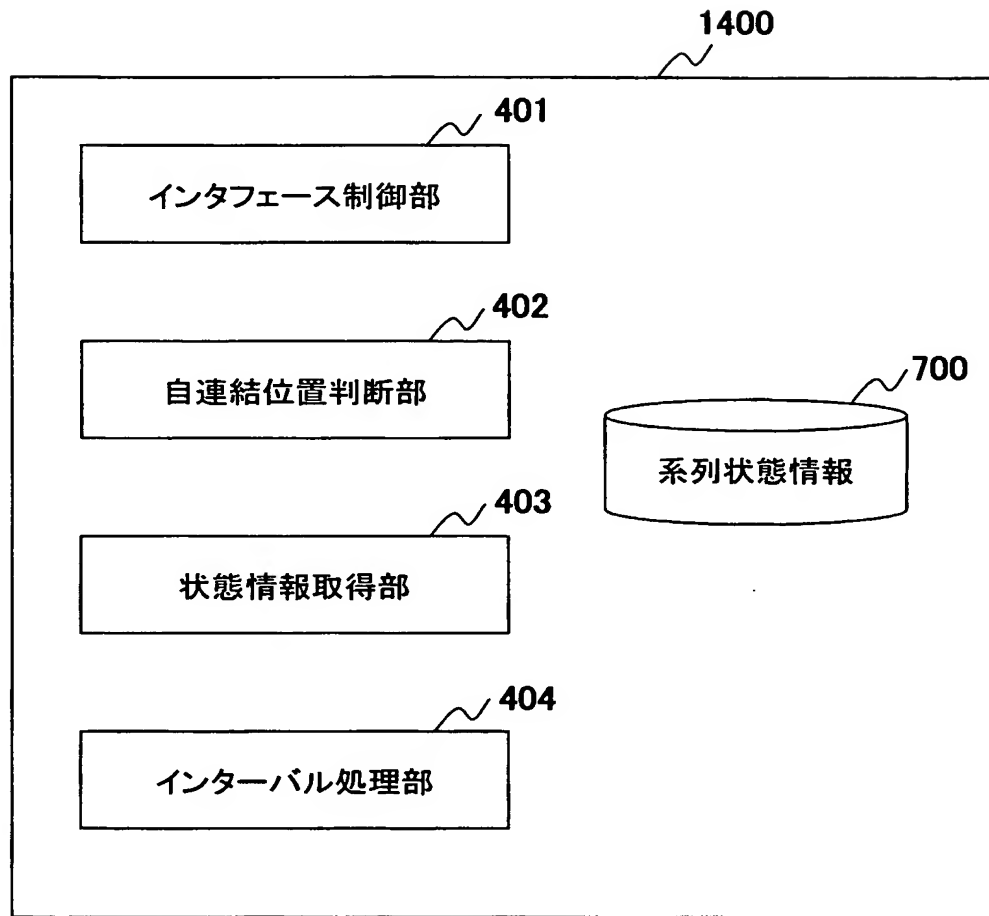 1400
401
インタフェース制御部
402
自連結位置判断部
700
系列状態情報
403
状態情報取得部
404
インターバル処理部